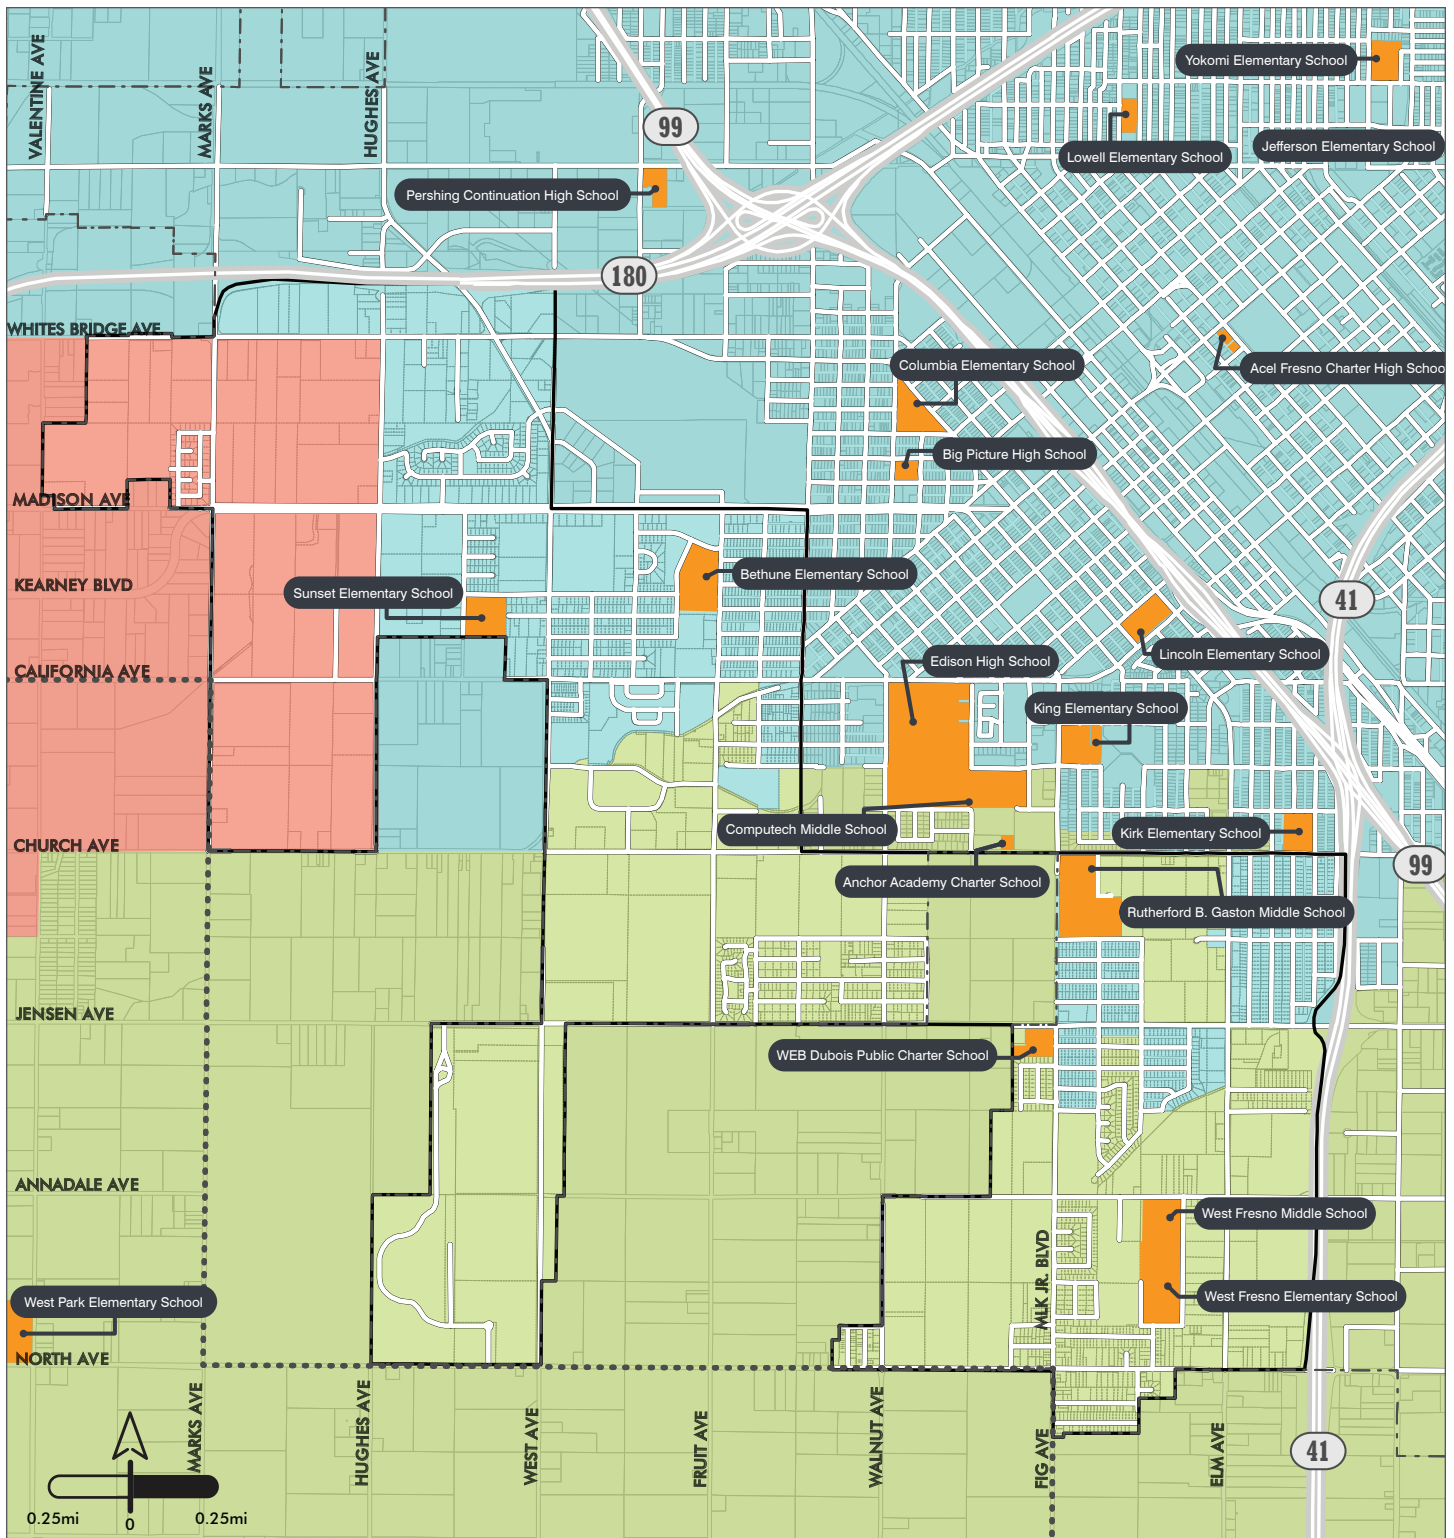 VALENTINE AVE
MARKS AVE
HUGHES AVE
99
Yokomi Elementary School
Lowell Elementary School
Jefferson Elementary School
Pershing Continuation High School
180
WHITES BRIDGE AVE
Columbia Elementary School
Acel Fresno Charter High Schoo
Big Picture High School
MADISON AVE
KEARNEY BLVD
Sunset Elementary School
Bethune Elementary School
41
CALIFORNIA AVE
Edison High School
Lincoln Elementary School
King Elementary School
CHURCH AVE
Computech Middle School
Kirk Elementary School
99
Anchor Academy Charter School
Rutherford B. Gaston Middle School
JENSEN AVE
WEB Dubois Public Charter School
ANNADALE AVE
West Fresno Middle School
MLK JR. BLVD
West Fresno Elementary School
West Park Elementary School
NORTH AVE
MARKS AVE
HUGHES AVE
WEST AVE
FRUIT AVE
WALNUT AVE
FIG AVE
ELM AVE
41
0.25mi
0
0.25mi